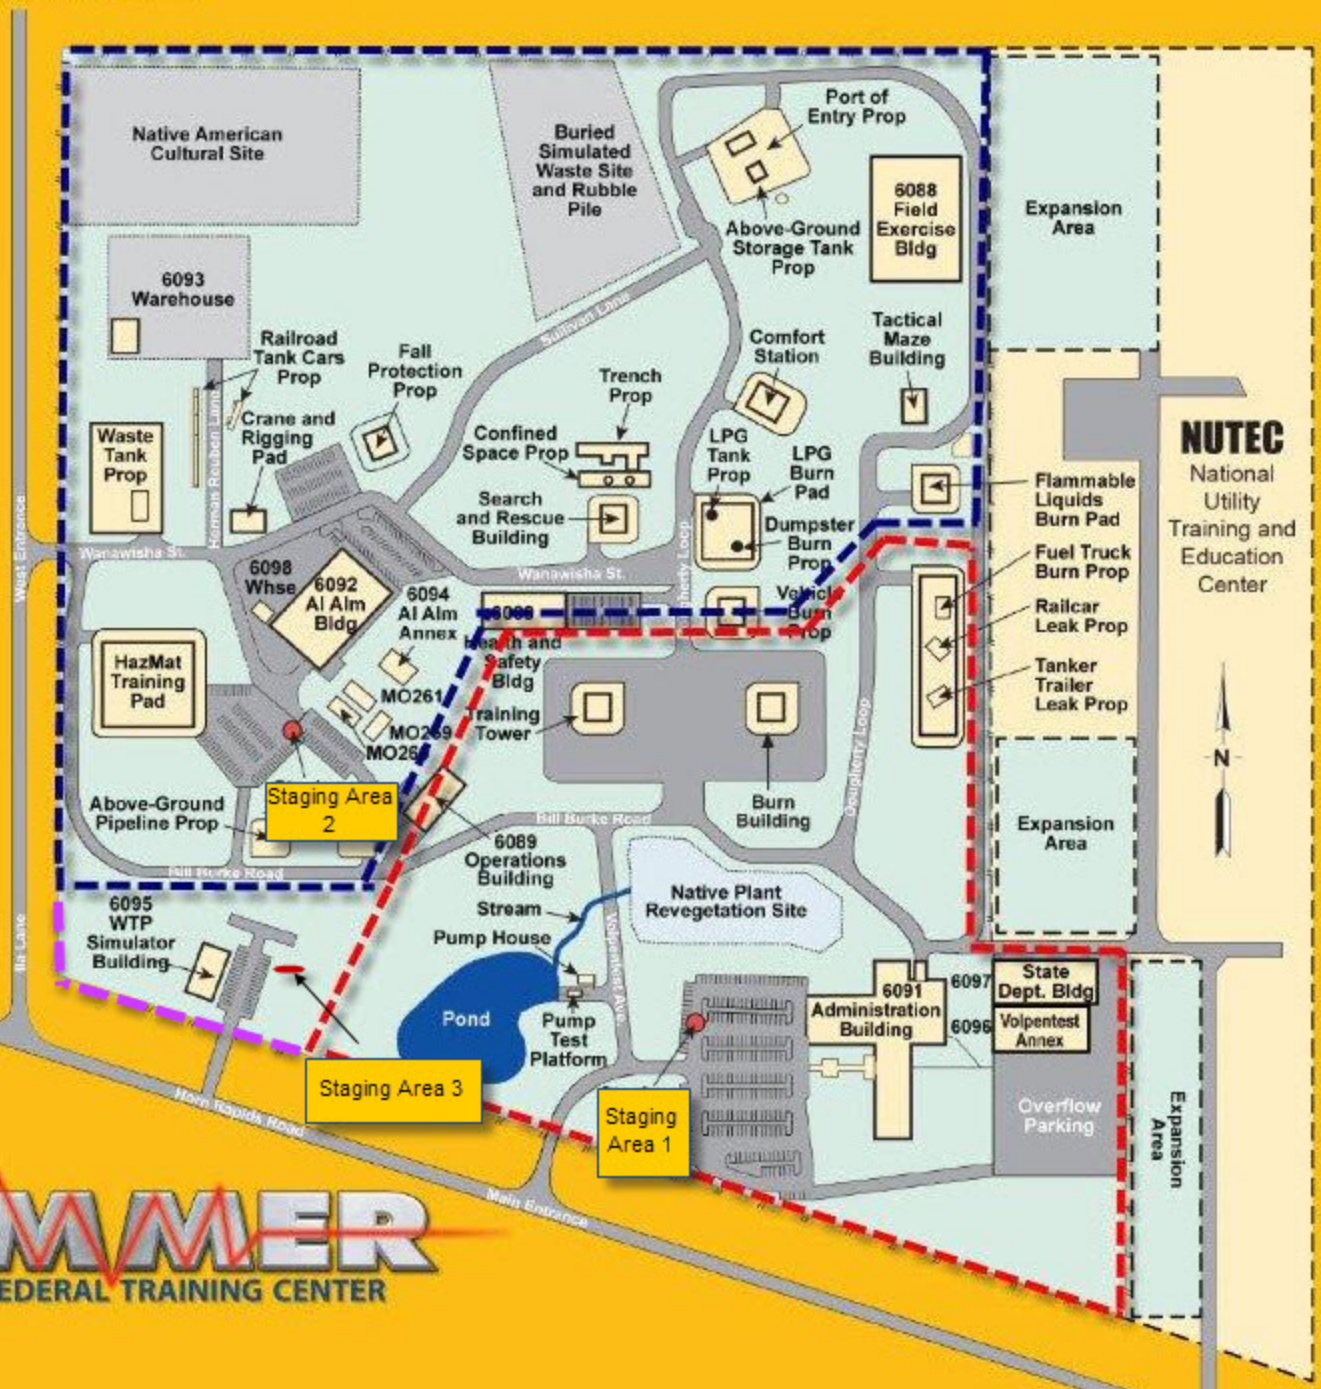 Native American
Cultural Site
Buried
Simulated
Waste Site
and Rubble
Pile
Port of
Entry Prop
6088
Field
Exercise
Bldg
Above-Ground
Storage Tank
Prop
Expansion
Area
6093
Warehouse
Sullivan Lane
Railroad
Tank Cars
Prop
Fall
Protection
Prop
Comfort
Station
Tactical
Maze
Building
Trench
Prop
Crane and
Rigging
Pad
Herman Reuben Lane
Waste
Tank
Prop
Confined
Space Prop
LPG
Tank
Prop
LPG
Burn
Pad
NUTEC
National
Utility
Training and
Education
Center
Flammable
Liquids
Burn Pad
Search
and Rescue
Building
Dumpster
Burn
Prop
West Entrance
Wanawisha St.
Wanawisha St.
Fuel Truck
Burn Prop
6098
Whse
6092
Al Alm
Bldg
6094
Al Alm
Annex
Vehicle
Burn
Prop
Railcar
Leak Prop
Health and
Safety
Bldg
HazMat
Training
Pad
Tanker
Trailer
Leak Prop
MO261
Training
Tower
N
Dougherty Loop
Staging Area
2
Above-Ground
Pipeline Prop
Burn
Building
Bill Burke Road
Expansion
Area
6089
Operations
Building
Bill Burke Road
Native Plant
Revegetation Site
6095
WTP
Simulator
Building
Stream
Pump House
6097
State
Dept. Bldg
6091
Administration
Building
6096
Volpentest
Annex
Pond
Pump
Test
Platform
Staging Area 3
Horn Rapids Road
Staging
Area 1
Overflow
Parking
Expansion
Area
Main Entrance
MMER
EDERAL TRAINING CENTER